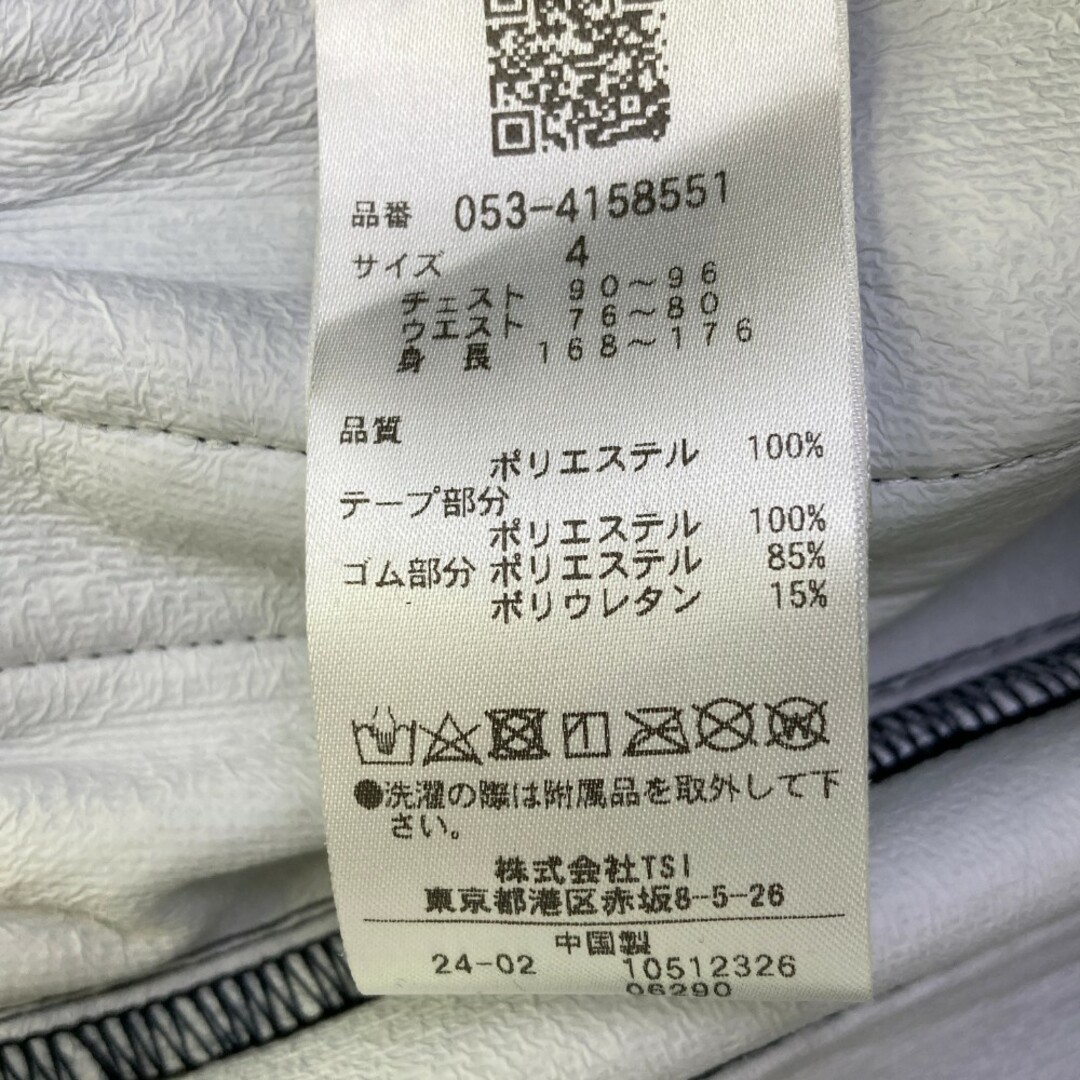 品番 053-4158551
サイズ 4
チェスト 90〜96
ウエスト 76〜80
身長 168〜176
品質
ポリエステル 100%
テープ部分
ポリエステル 100%
ゴム部分 ポリエステル 85%
ポリウレタン 15%
●洗濯の際は附属品を取外して下
さい。
株式会社TSI
東京都港区赤坂8-5-26
中国製
24-02 10512326
06290